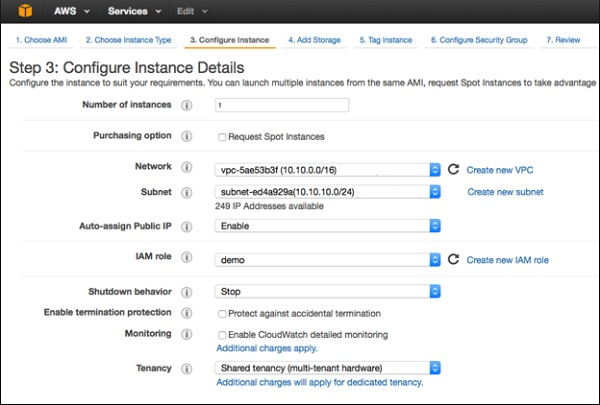 AWS Services Edit
1. Choose AMI 2. Choose Instance Type 3. Configure Instance 4. Add Storage 5. Tag Instance 6. Configure Security Group 7. Review
Step 3: Configure Instance Details
Configure the instance to suit your requirements. You can launch multiple instances from the same AMI, request Spot Instances to take advantage
Number of instances 1
Purchasing option Request Spot Instances
Network vpc-5ae53b3f (10.10.0.0/16) Create new VPC
Subnet subnet-ed4a929a(10.10.10.0/24) Create new subnet
249 IP Addresses available
Auto-assign Public IP Enable
IAM role demo Create new IAM role
Shutdown behavior Stop
Enable termination protection Protect against accidental termination
Monitoring Enable CloudWatch detailed monitoring
Additional charges apply.
Tenancy Shared tenancy (multi-tenant hardware)
Additional charges will apply for dedicated tenancy.